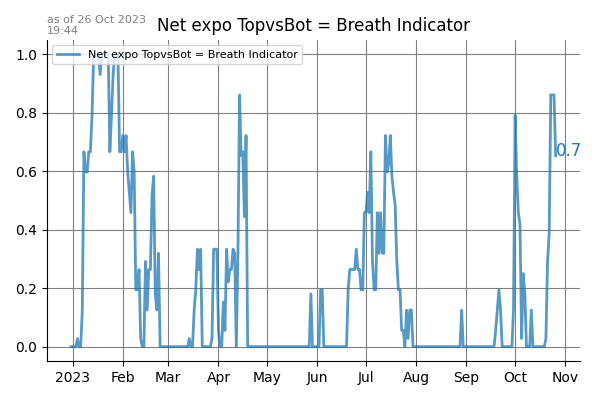 as of 26 Oct 2023
19:44
Net expo TopvsBot = Breath Indicator
Net expo TopvsBot = Breath Indicator
1.0
0.8
0.6
0.4
0.2
0.0
0.7
2023 Feb Mar Apr May Jun Jul Aug Sep Oct Nov